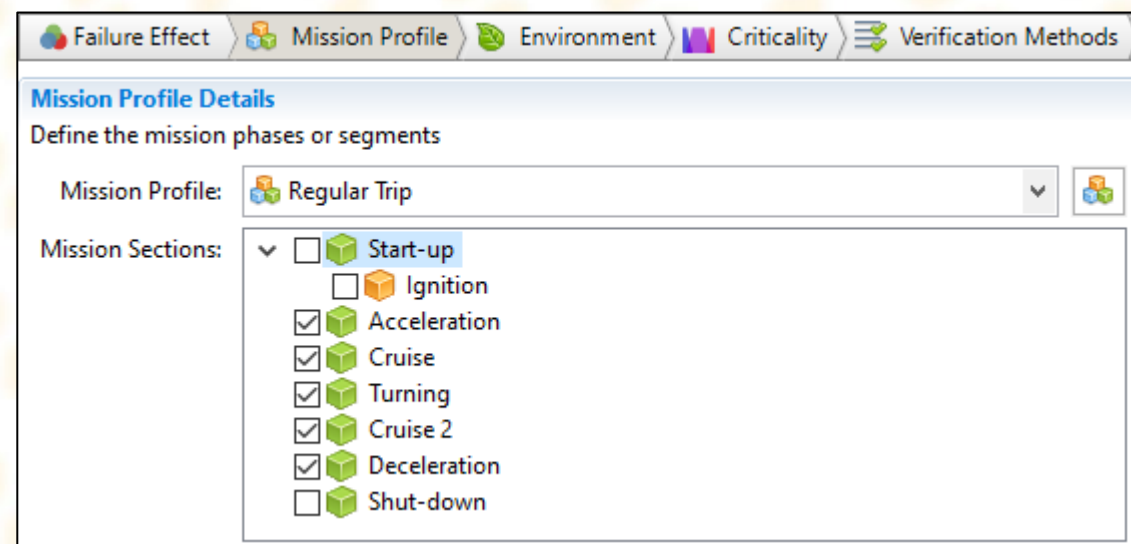 Failure Effect Mission Profile Environment Criticality Verification Methods
Mission Profile Details
Define the mission phases or segments
Mission Profile: Regular Trip
Mission Sections: Start-up
Ignition
Acceleration
Cruise
Turning
Cruise 2
Deceleration
Shut-down